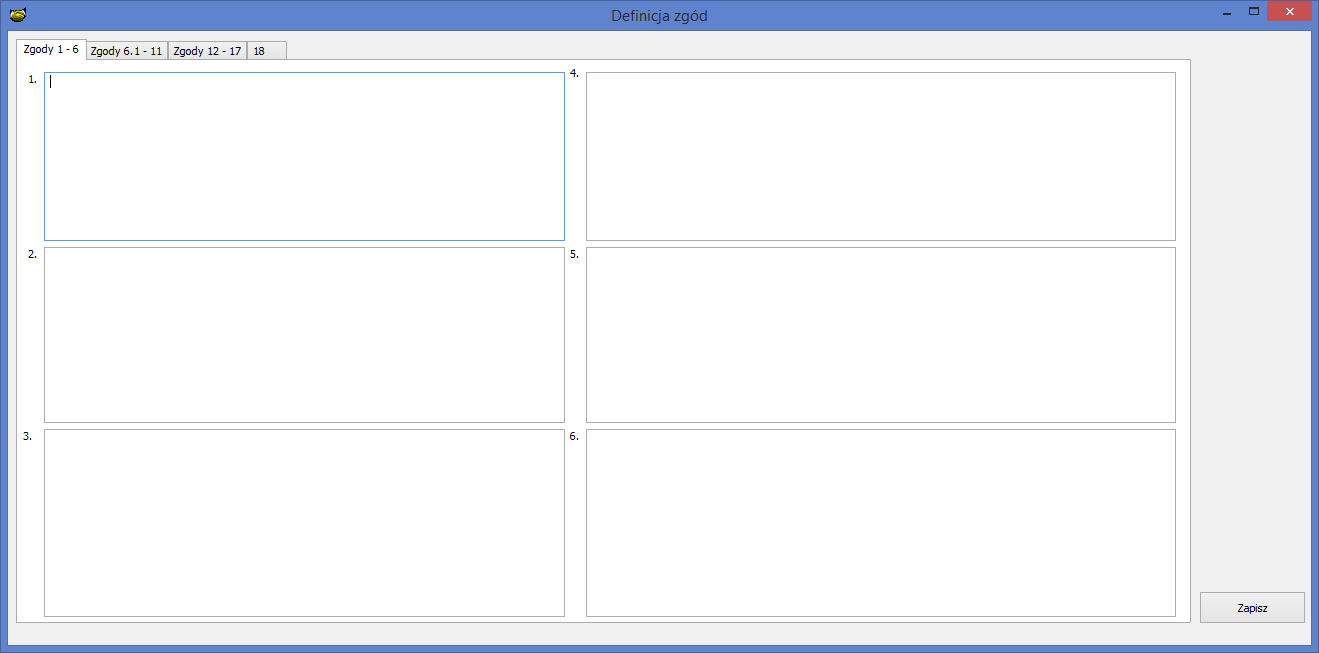 Definicja zgód
Zgody 1 - 6
Zgody 6.1 - 11
Zgody 12 - 17
18
1.
4.
2.
5.
3.
6.
Zapisz